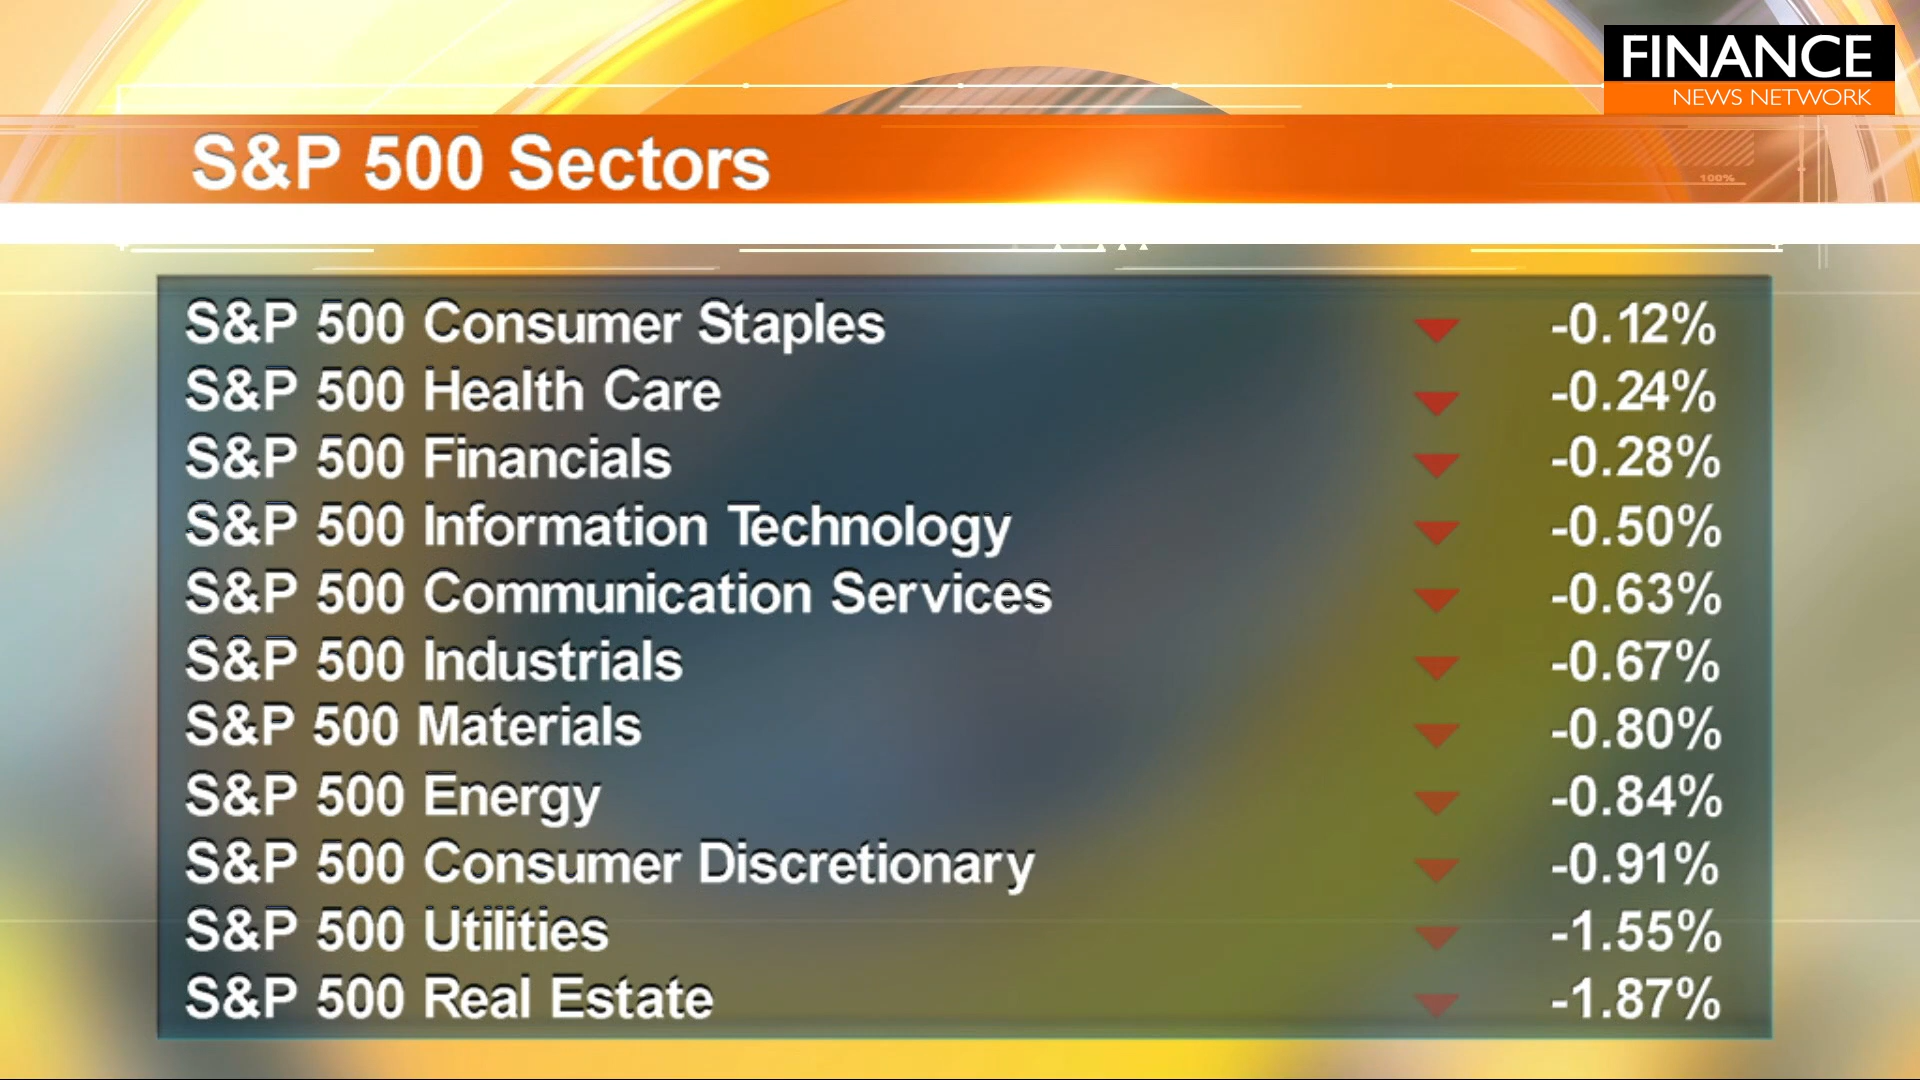 FINANCE
NEWS NETWORK
S&P 500 Sectors
100%
S&P 500 Consumer Staples -0.12%
S&P 500 Health Care -0.24%
S&P 500 Financials -0.28%
S&P 500 Information Technology -0.50%
S&P 500 Communication Services -0.63%
S&P 500 Industrials -0.67%
S&P 500 Materials -0.80%
S&P 500 Energy -0.84%
S&P 500 Consumer Discretionary -0.91%
S&P 500 Utilities -1.55%
S&P 500 Real Estate -1.87%